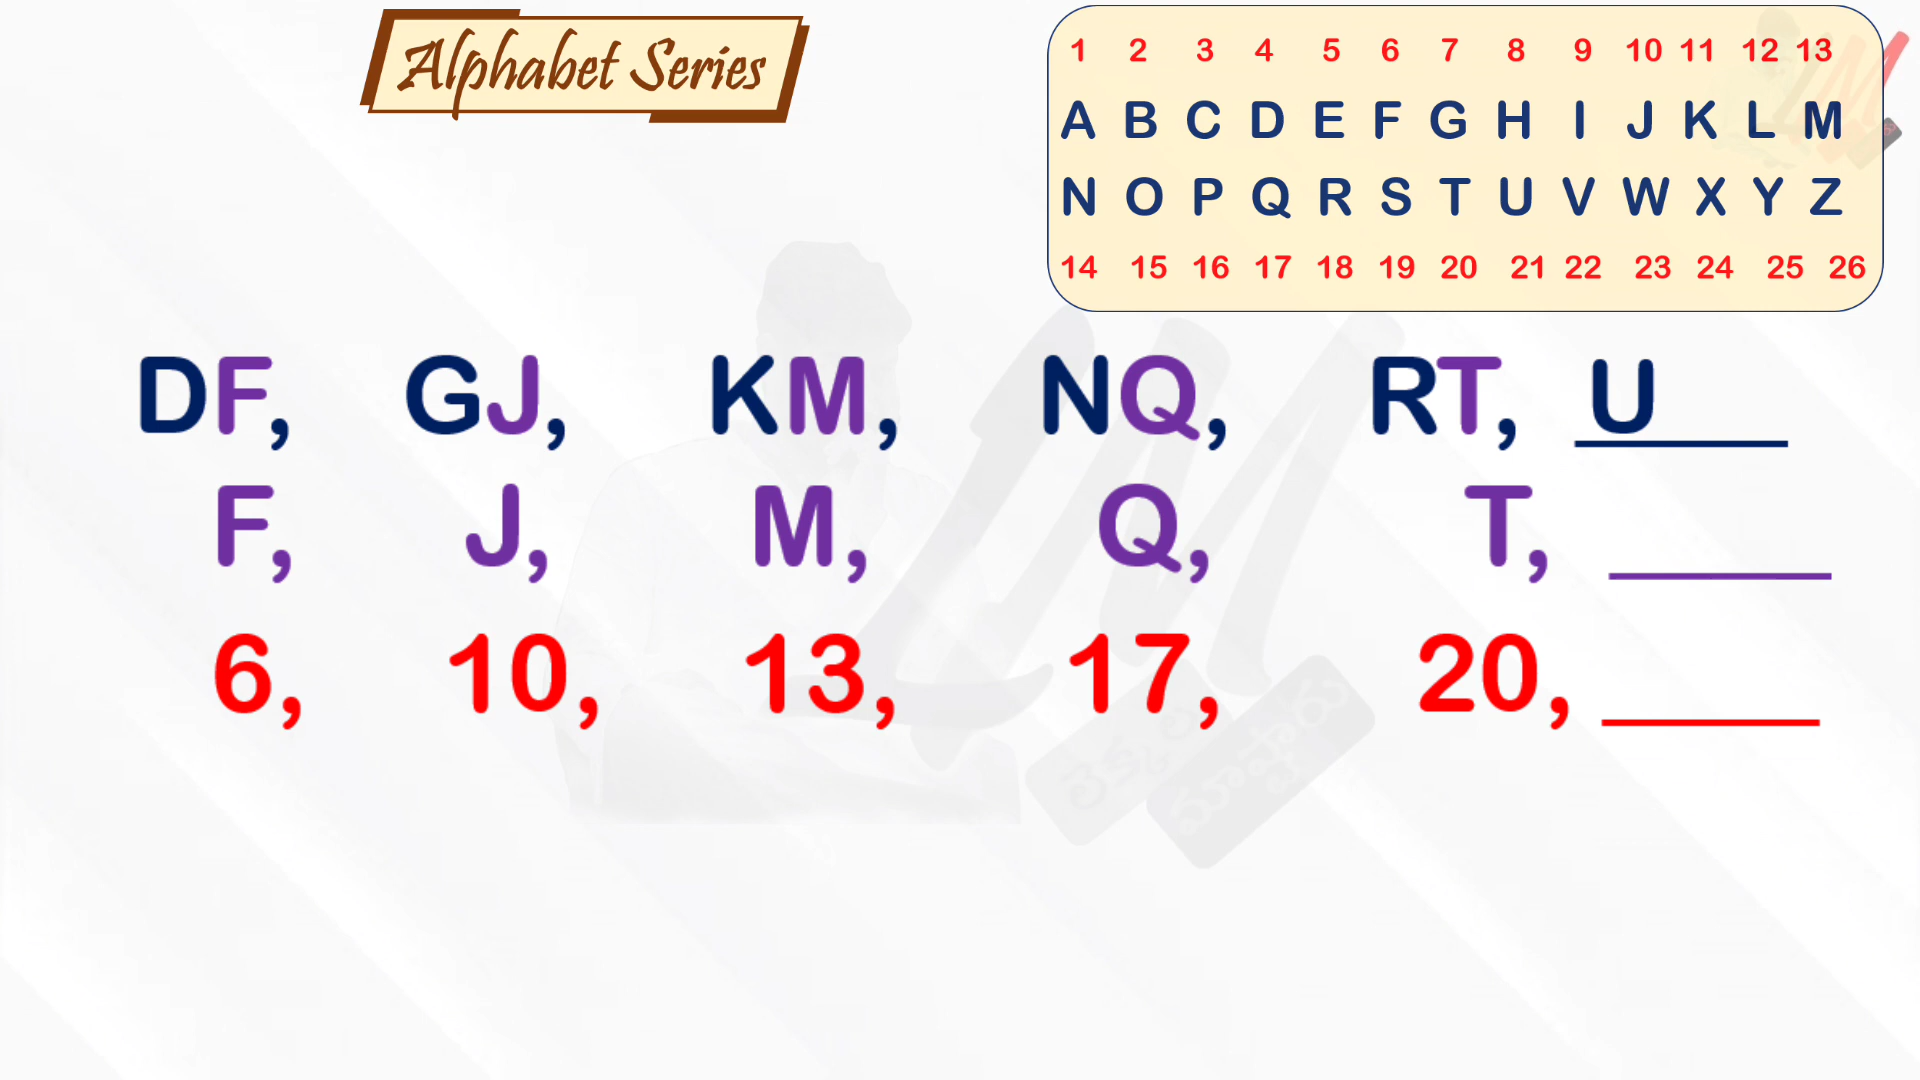 Alphabet Series
1 2 3 4 5 6 7 8 9 10 11 12 13
A B C D E F G H I J K L M
N O P Q R S T U V W X Y Z
14 15 16 17 18 19 20 21 22 23 24 25 26
DF, GJ, KM, NQ, RT, U
F, J, M, Q, T,
6, 10, 13, 17, 20,